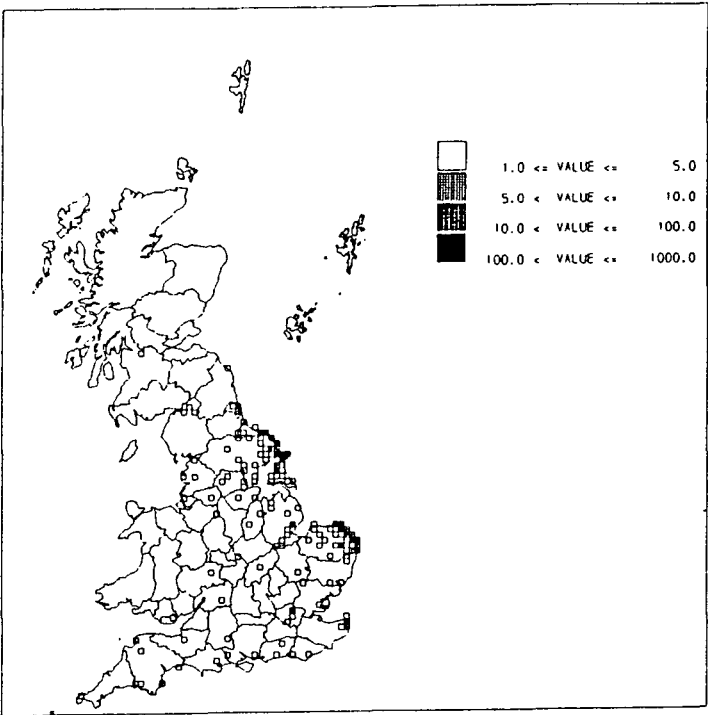 1.0 <= VALUE <= 5.0
5.0 < VALUE <= 10.0
10.0 < VALUE <= 100.0
100.0 < VALUE <= 1000.0